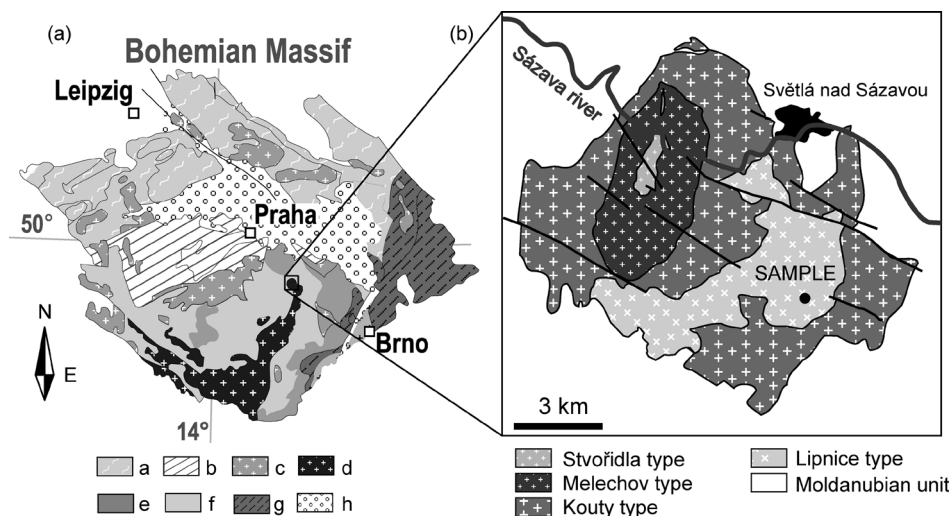 (a)
Bohemian Massif
Leipzig
50°
Praha
Brno
N
E
14°
a
b
c
d
e
f
g
h
(b)
Sázava river
Světlá nad Sázavou
SAMPLE
3 km
Stvořidla type
Melechov type
Kouty type
Lipnice type
Moldanubian unit